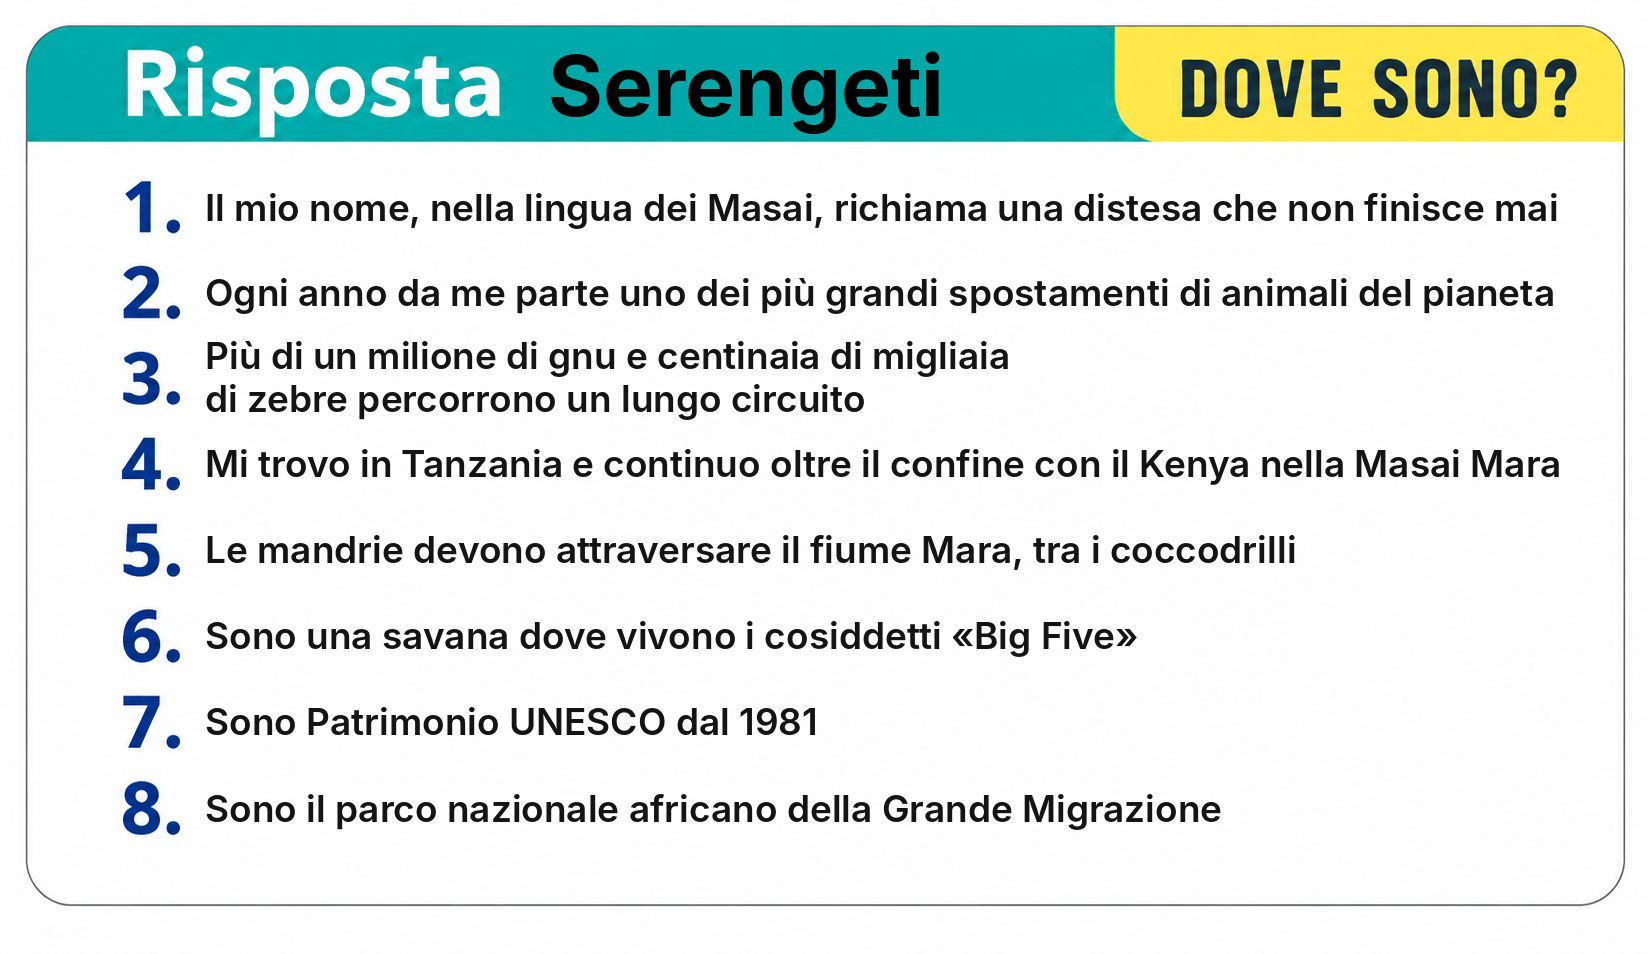 Risposta Serengeti
DOVE SONO?
1. Il mio nome, nella lingua dei Masai, richiama una distesa che non finisce mai
2. Ogni anno da me parte uno dei più grandi spostamenti di animali del pianeta
3. Più di un milione di gnu e centinaia di migliaia
di zebre percorrono un lungo circuito
4. Mi trovo in Tanzania e continuo oltre il confine con il Kenya nella Masai Mara
5. Le mandrie devono attraversare il fiume Mara, tra i coccodrilli
6. Sono una savana dove vivono i cosiddetti «Big Five»
7. Sono Patrimonio UNESCO dal 1981
8. Sono il parco nazionale africano della Grande Migrazione